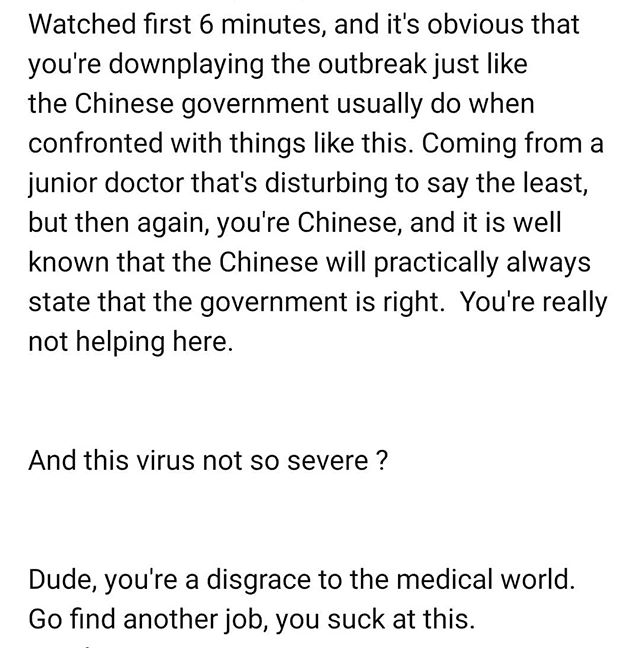 Watched first 6 minutes, and it's obvious that
you're downplaying the outbreak just like
the Chinese government usually do when
confronted with things like this. Coming from a
junior doctor that's disturbing to say the least,
but then again, you're Chinese, and it is well
known that the Chinese will practically always
state that the government is right.  You're really
not helping here.
And this virus not so severe ?
Dude, you're a disgrace to the medical world.
Go find another job, you suck at this.